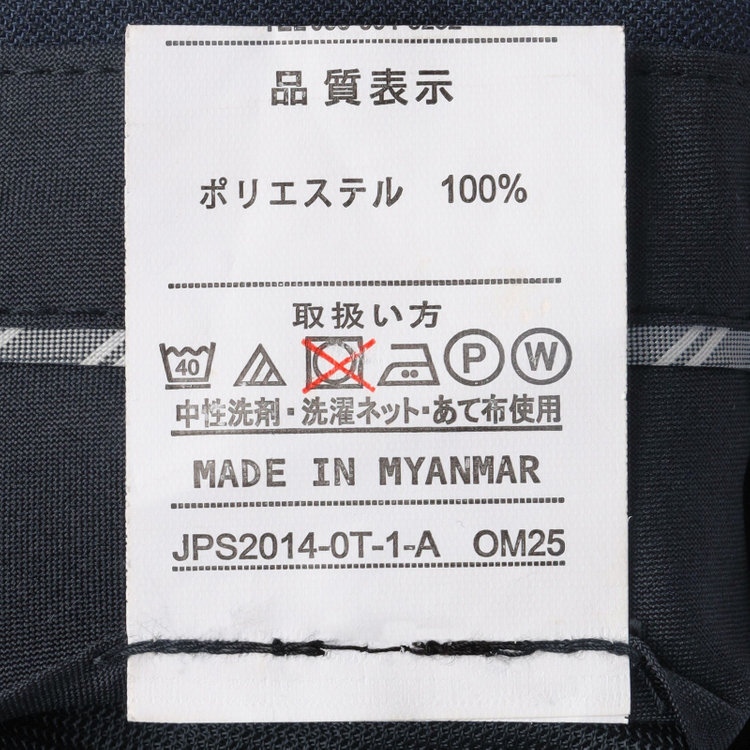 品質表示
ポリエステル 100%
取扱い方
40 P W
中性洗剤・洗濯ネット・あて布使用
MADE IN MYANMAR
JPS2014-0T-1-A OM25